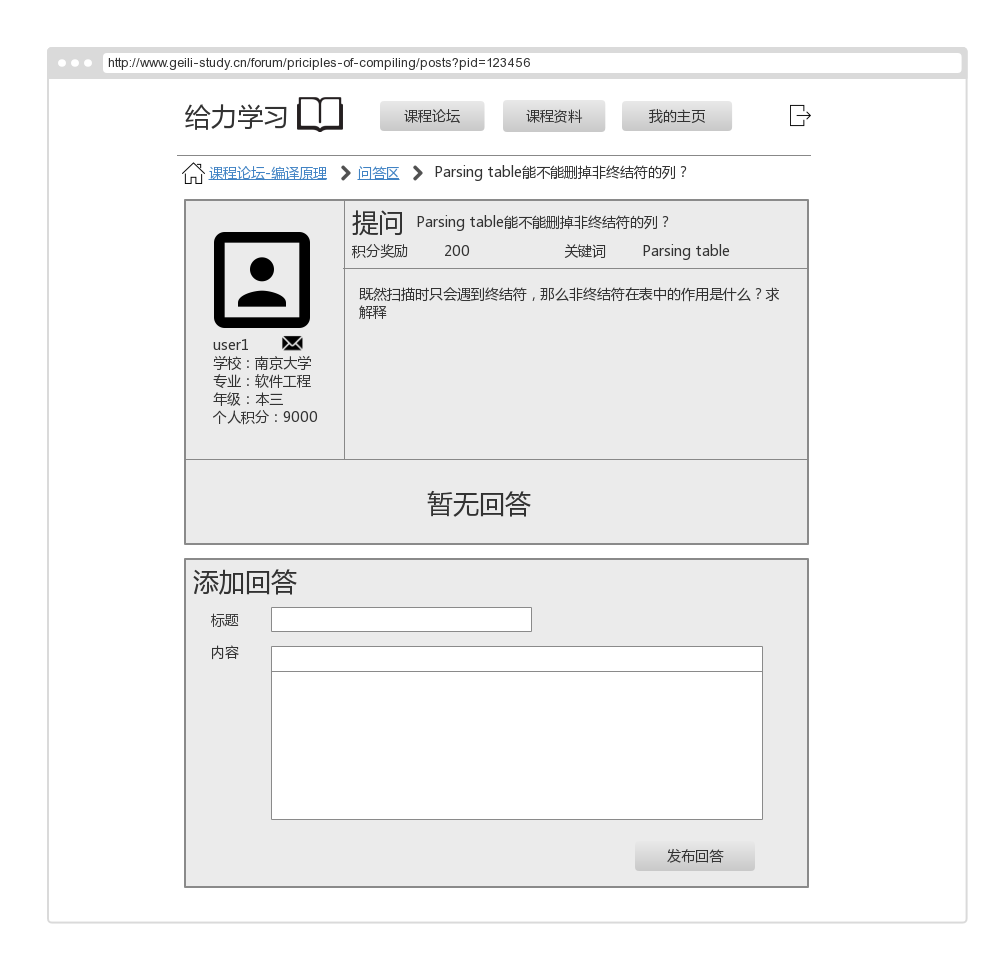 http://www.geili-study.cn/forum/priciples-of-compiling/posts?pid=123456
给力学习 课程论坛 课程资料 我的主页
课程论坛-编译原理 问答区 Parsing table能不能删掉非终结符的列？
提问 Parsing table能不能删掉非终结符的列？
积分奖励 200 关键词 Parsing table
既然扫描时只会遇到终结符，那么非终结符在表中的作用是什么？求
解释
user1
学校：南京大学
专业：软件工程
年级：本三
个人积分：9000
暂无回答
添加回答
标题
内容
发布回答